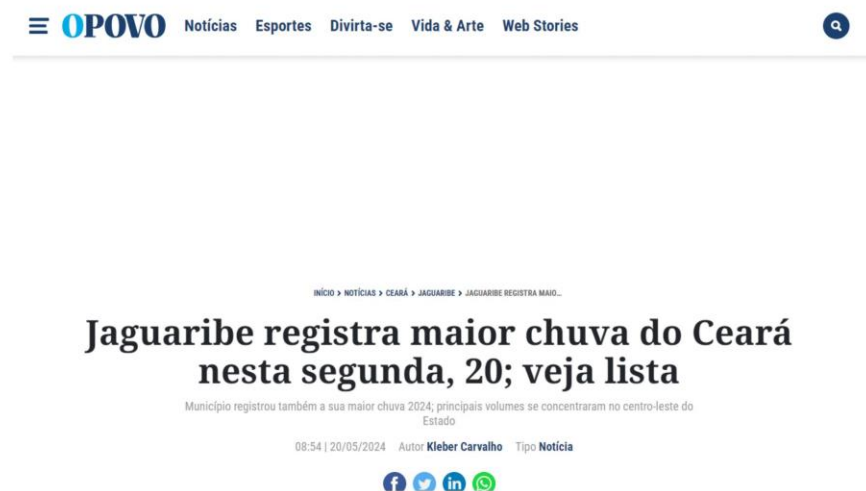 OPOVO Notícias Esportes Divirta-se Vida & Arte Web Stories
INÍCIO > NOTÍCIAS > CEARÁ > JAGUARIBE > JAGUARIBE REGISTRA MAIO...
Jaguaribe registra maior chuva do Ceará
nesta segunda, 20; veja lista
Município registrou também a sua maior chuva 2024; principais volumes se concentraram no centro-leste do
Estado
08:54 | 20/05/2024 Autor Kleber Carvalho Tipo Notícia